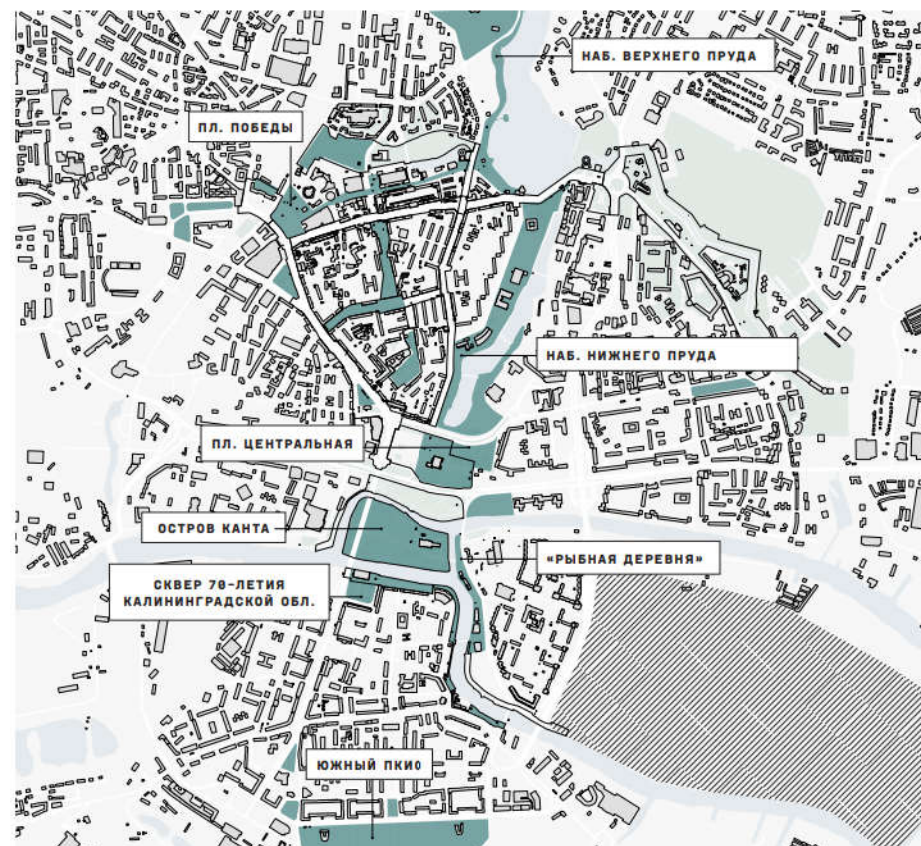 НАБ. ВЕРХНЕГО ПРУДА
ПЛ. ПОБЕДЫ
НАБ. НИЖНЕГО ПРУДА
ПЛ. ЦЕНТРАЛЬНАЯ
ОСТРОВ КАНТА
«РЫБНАЯ ДЕРЕВНЯ»
СКВЕР 70-ЛЕТИЯ
КАЛИНИНГРАДСКОЙ ОБЛ.
ЮЖНЫЙ ПКИО